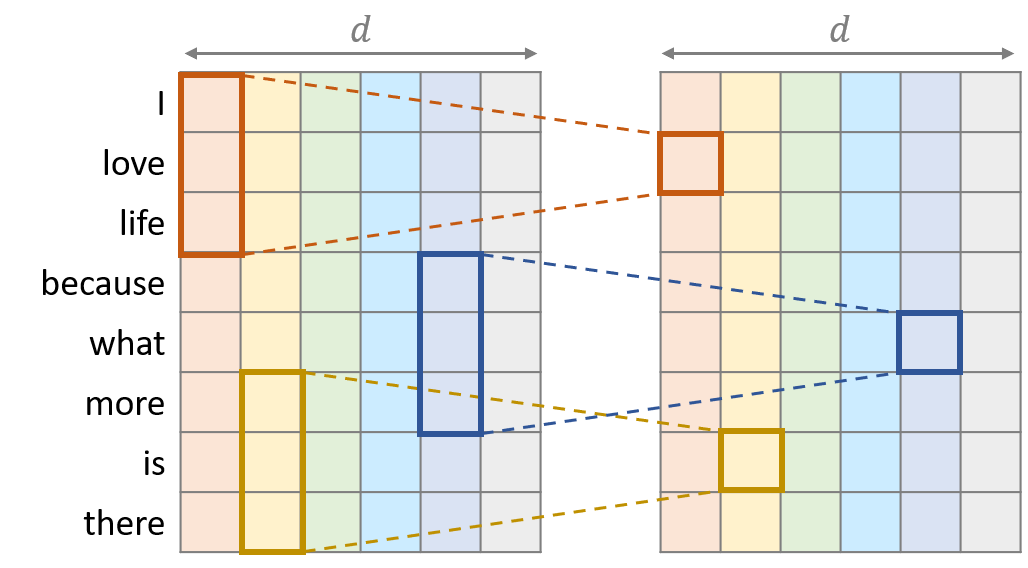 d
d
I
love
life
because
what
more
is
there